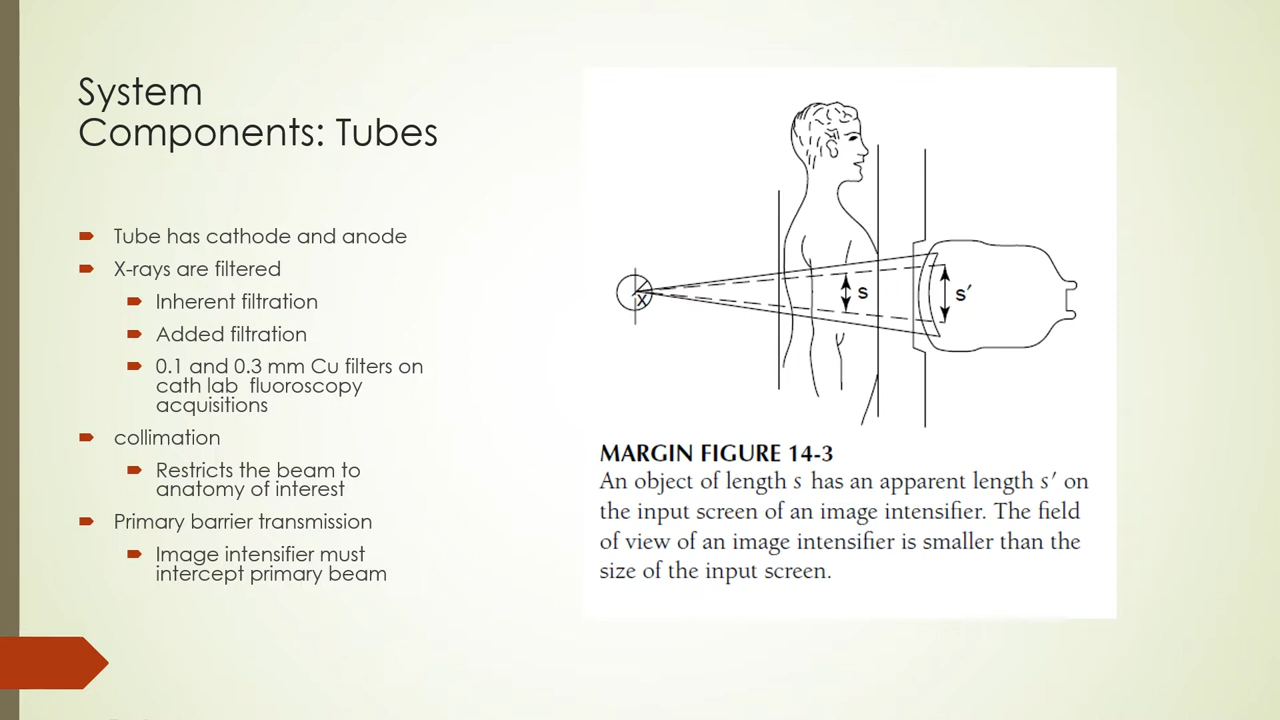 System
Components: Tubes
Tube has cathode and anode
X-rays are filtered
Inherent filtration
Added filtration
0.1 and 0.3 mm Cu filters on
cath lab fluoroscopy
acquisitions
collimation
Restricts the beam to
anatomy of interest
Primary barrier transmission
Image intensifier must
intercept primary beam
X
s
s′
MARGIN FIGURE 14-3
An object of length s has an apparent length s′ on
the input screen of an image intensifier. The field
of view of an image intensifier is smaller than the
size of the input screen.